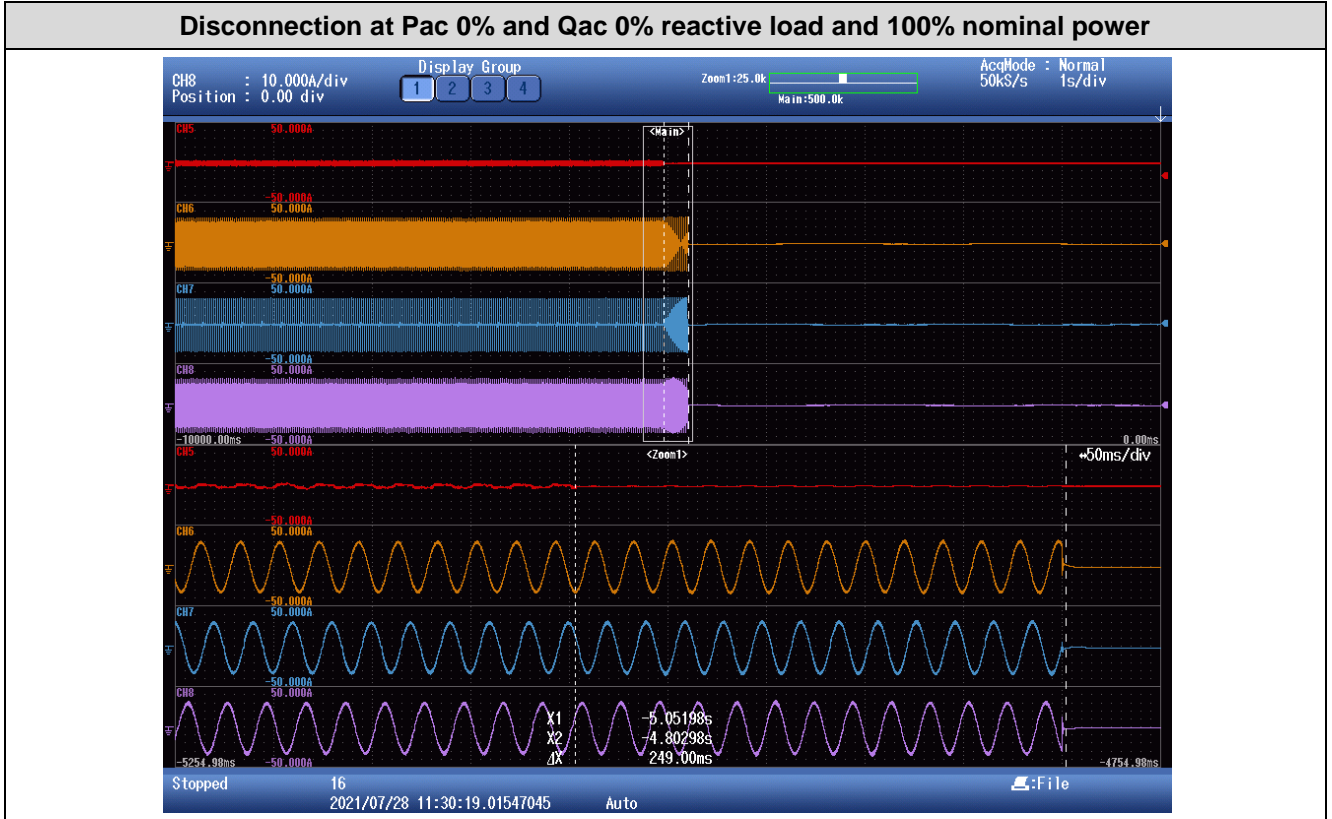 Disconnection at Pac 0% and Qac 0% reactive load and 100% nominal power
CH8 : 10.000A/div
Position : 0.00 div
Display Group
1 2 3 4
Zoom1:25.0k
Main:500.0k
AcqMode : Normal
50kS/s 1s/div
CH5 50.000A
<Main>
-50.000A
CH6 50.000A
-50.000A
CH7 50.000A
-50.000A
CH8 50.000A
-10000.00ms -50.000A 0.00ms
CH5 50.000A <Zoom1> 50ms/div
-50.000A
CH6 50.000A
-50.000A
CH7 50.000A
-50.000A
CH8 50.000A
X1 -5.05198s
X2 -4.80298s
ΔX 249.00ms
-5254.98ms -50.000A -4754.98ms
Stopped 16 :File
2021/07/28 11:30:19.01547045 Auto